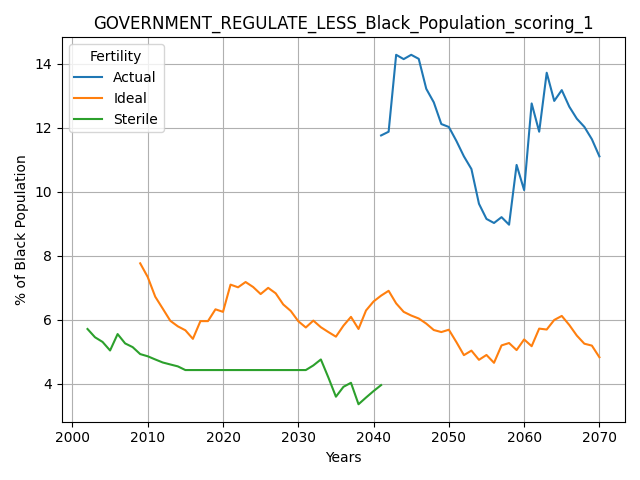 GOVERNMENT_REGULATE_LESS_Black_Population_scoring_1
Fertility
Actual
Ideal
Sterile
% of Black Population
14
12
10
8
6
4
2000 2010 2020 2030 2040 2050 2060 2070
Years